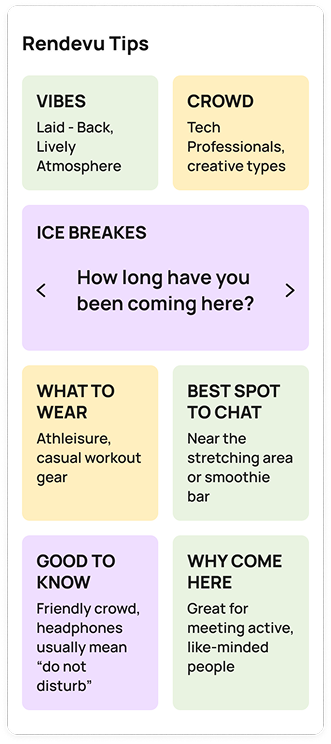 Rendevu Tips
VIBES
Laid - Back,
Lively
Atmosphere
CROWD
Tech
Professionals,
creative types
ICE BREAKES
How long have you
been coming here?
WHAT TO
WEAR
Athleisure,
casual workout
gear
BEST SPOT
TO CHAT
Near the
stretching area
or smoothie
bar
GOOD TO
KNOW
Friendly crowd,
headphones
usually mean
“do not
disturb”
WHY COME
HERE
Great for
meeting active,
like-minded
people